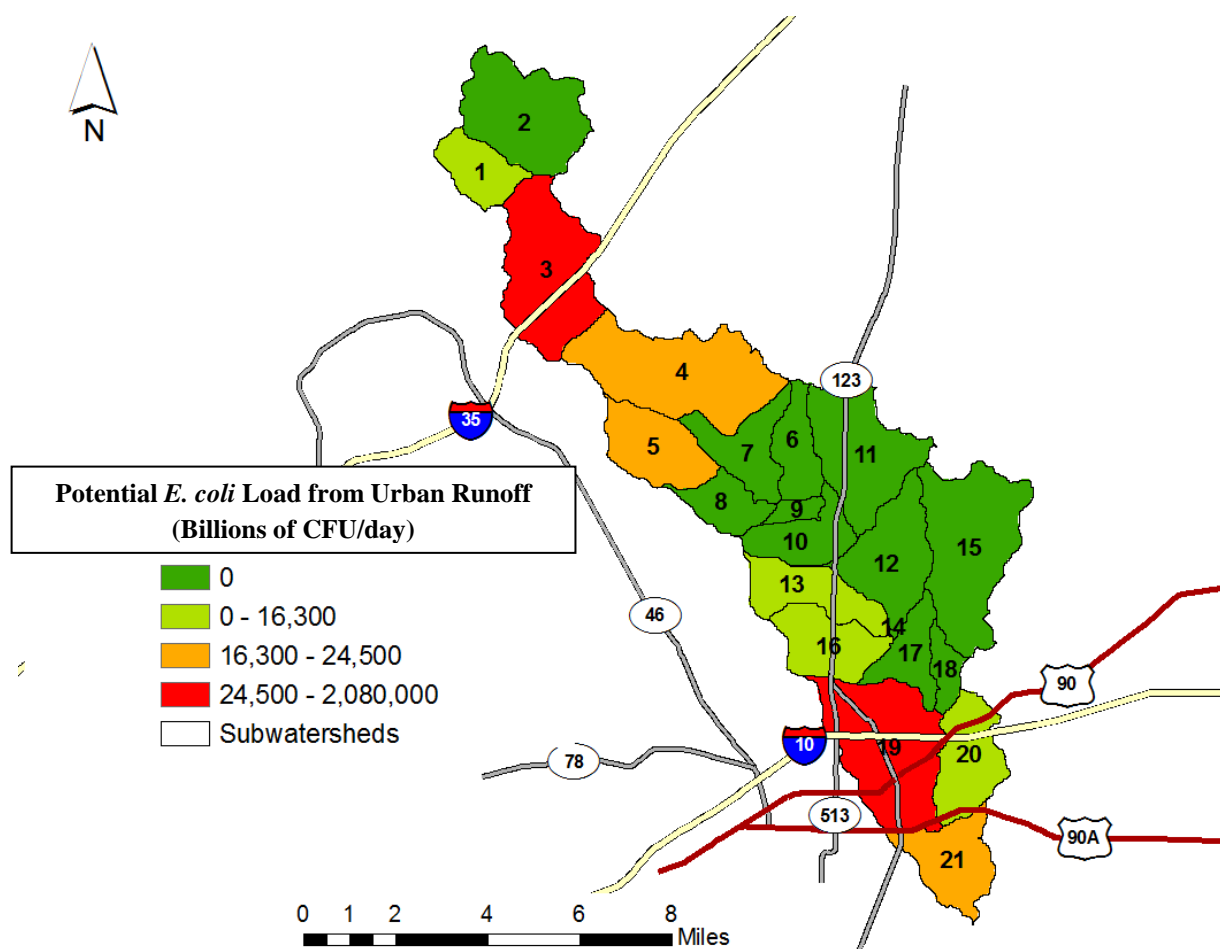 N
2
1
3
4
123
35
5
7
6
11
8
9
10
12
15
13
14
16
17
18
46
90
10
19
20
78
513
90A
21
Potential E. coli Load from Urban Runoff
(Billions of CFU/day)
0
0 - 16,300
16,300 - 24,500
24,500 - 2,080,000
Subwatersheds
0 1 2 4 6 8
Miles